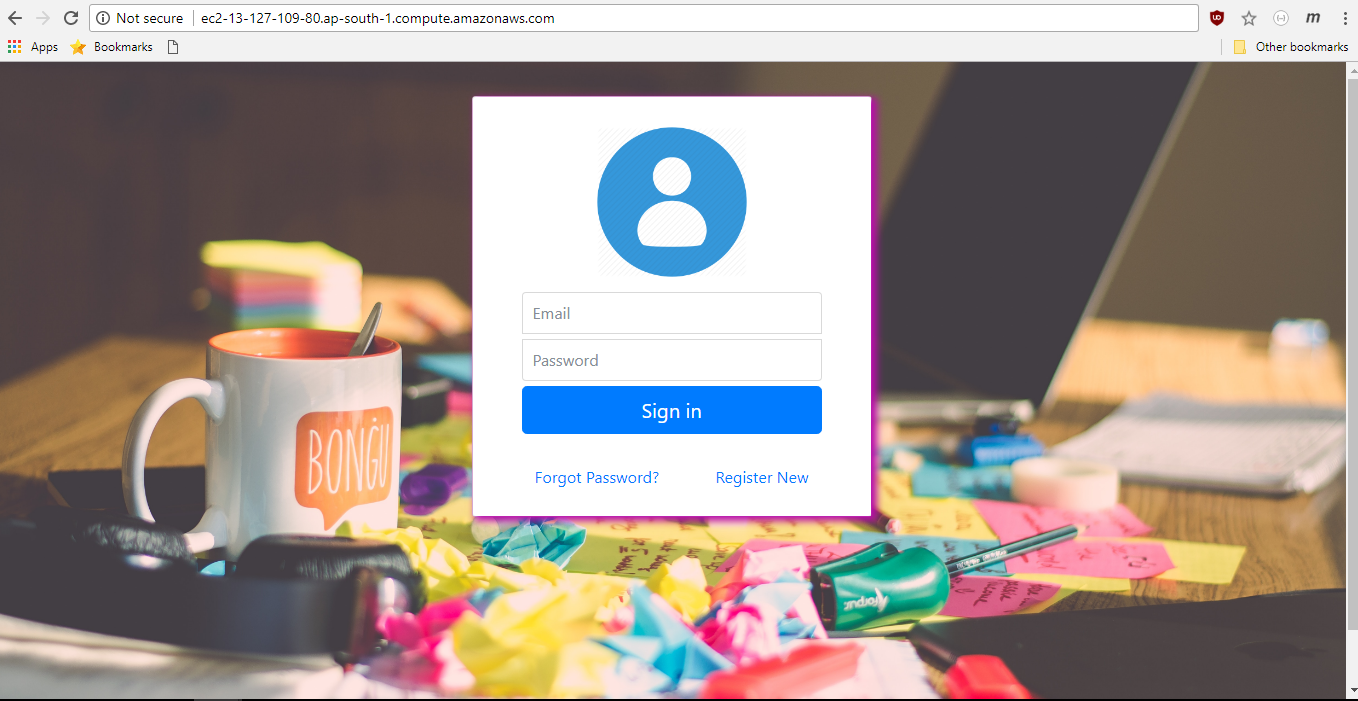 Not secure ec2-13-127-109-80.ap-south-1.compute.amazonaws.com
Apps Bookmarks Other bookmarks
Email
Password
Sign in
Forgot Password? Register New
BONGU